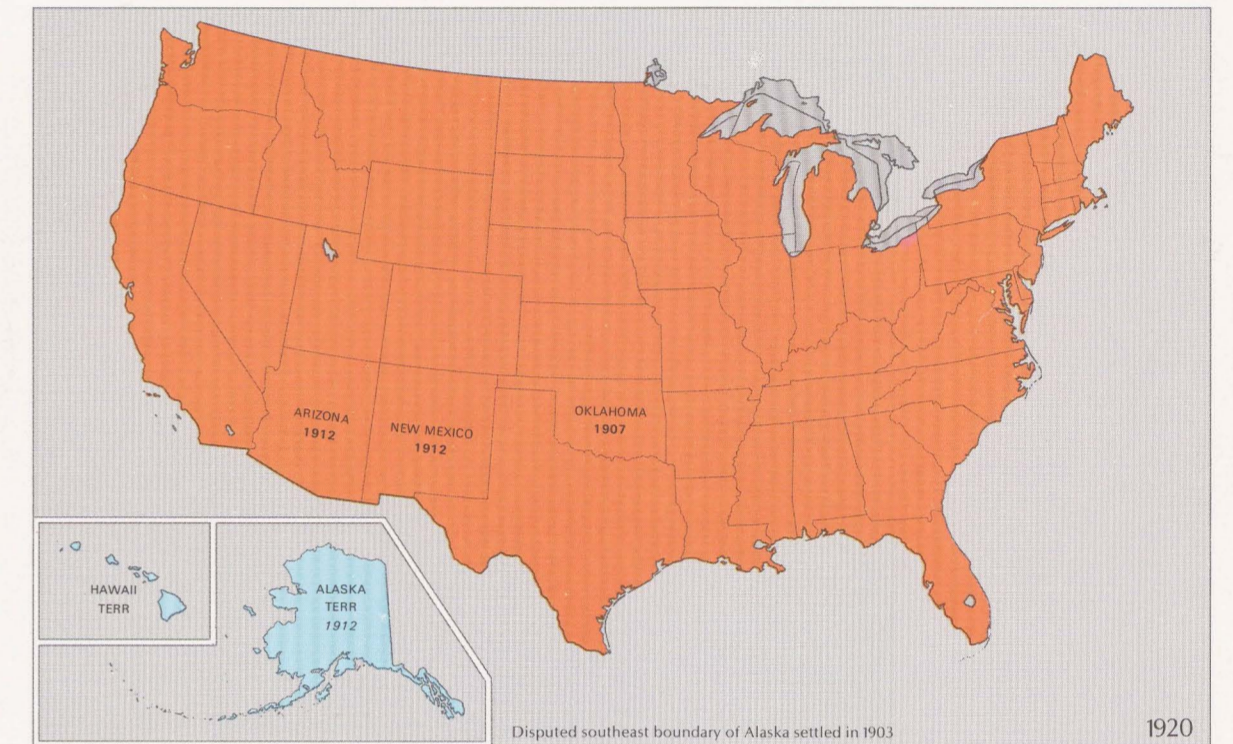 ARIZONA
1912
NEW MEXICO
1912
OKLAHOMA
1907
HAWAII
TERR
ALASKA
TERR
1912
Disputed southeast boundary of Alaska settled in 1903
1920